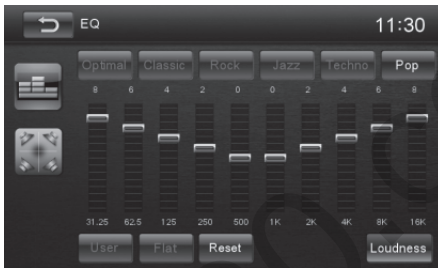 EQ 11:30
Optimal Classic Rock Jazz Techno Pop
8 6 4 2 0 0 2 4 6 8
31.25 62.5 125 250 500 1K 2K 4K 8K 16K
User Flat Reset Loudness